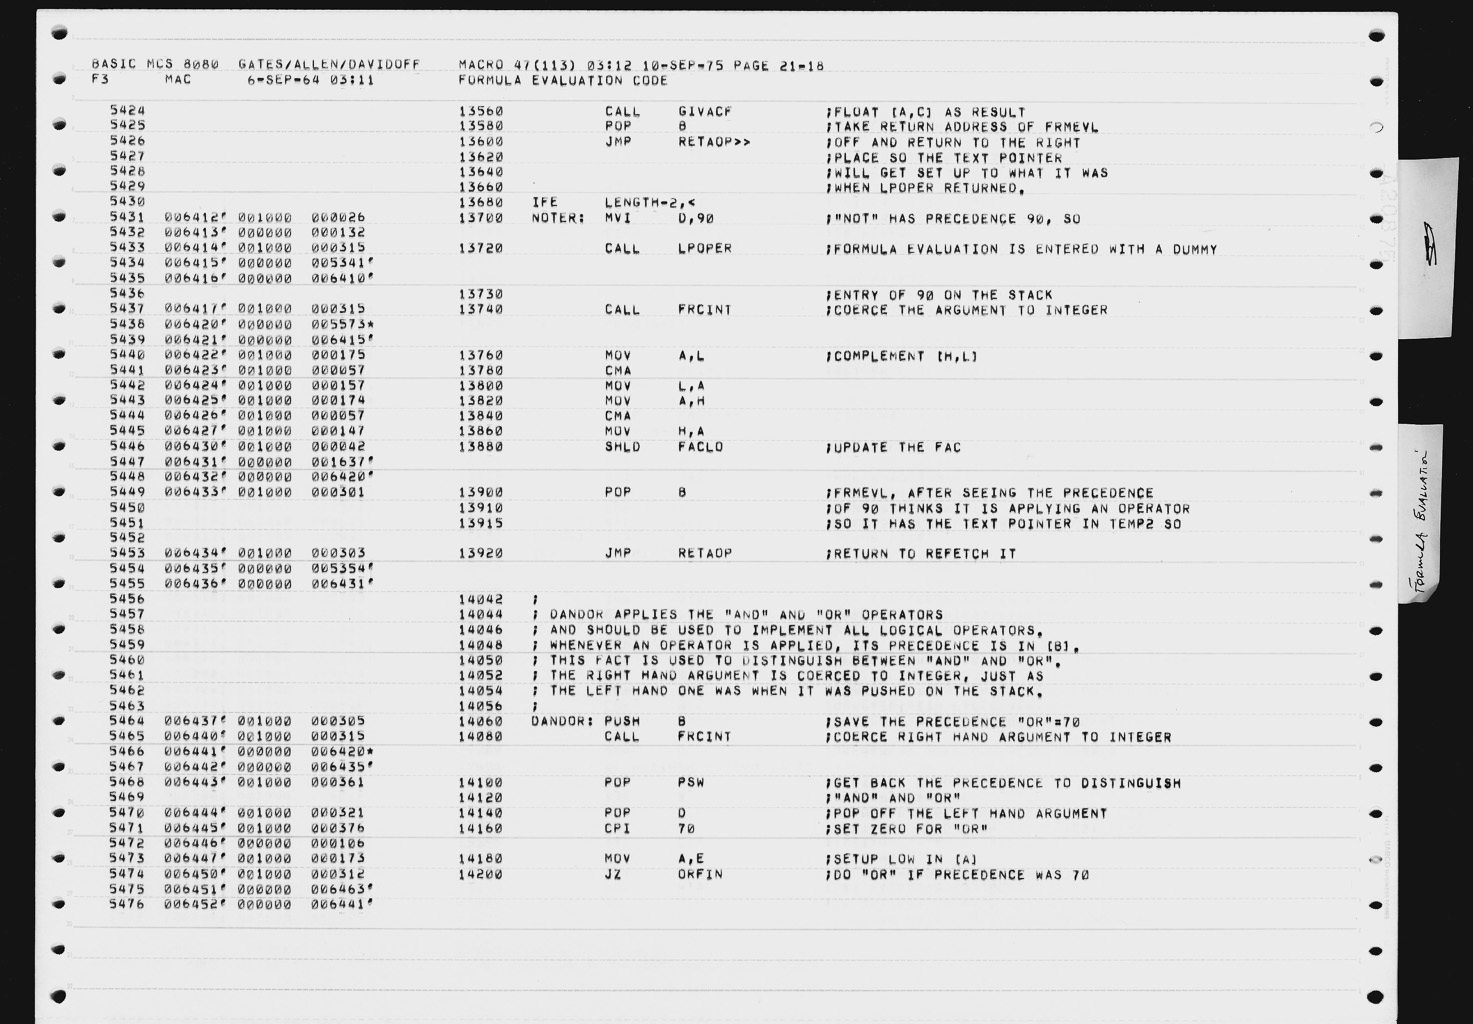 BASIC MCS 8080  GATES/ALLEN/DAVIDOFF  MACRO 47(113) 03:12 10-SEP-75 PAGE 21-18
F3  MAC  6-SEP-64 03:11  FORMULA EVALUATION CODE
5424  13560  CALL  GIVACF  ;FLOAT [A,C] AS RESULT
5425  13580  POP  B  ;TAKE RETURN ADDRESS OF FRMEVL
5426  13600  JMP  RETAOP>>  ;OFF AND RETURN TO THE RIGHT
5427  13620  ;PLACE SO THE TEXT POINTER
5428  13640  ;WILL GET SET UP TO WHAT IT WAS
5429  13660  ;WHEN LPOPER RETURNED.
5430  13680  IFE  LENGTH-2,<
5431  006412' 001000  000026  13700  NOTER:  MVI  D,90  ;"NOT" HAS PRECEDENCE 90, SO
5432  006413' 000000  000132
5433  006414' 001000  000315  13720  CALL  LPOPER  ;FORMULA EVALUATION IS ENTERED WITH A DUMMY
5434  006415' 000000  005341'
5435  006416' 000000  006410'
5436  13730  ;ENTRY OF 90 ON THE STACK
5437  006417' 001000  000315  13740  CALL  FRCINT  ;COERCE THE ARGUMENT TO INTEGER
5438  006420' 000000  005573*
5439  006421' 000000  006415'
5440  006422' 001000  000175  13760  MOV  A,L  ;COMPLEMENT [H,L]
5441  006423' 001000  000057  13780  CMA
5442  006424' 001000  000157  13800  MOV  L,A
5443  006425' 001000  000174  13820  MOV  A,H
5444  006426' 001000  000057  13840  CMA
5445  006427' 001000  000147  13860  MOV  H,A
5446  006430' 001000  000042  13880  SHLD  FACLO  ;UPDATE THE FAC
5447  006431' 000000  001637'
5448  006432' 000000  006420'
5449  006433' 001000  000301  13900  POP  B  ;FRMEVL, AFTER SEEING THE PRECEDENCE
5450  13910  ;OF 90 THINKS IT IS APPLYING AN OPERATOR
5451  13915  ;SO IT HAS THE TEXT POINTER IN TEMP2 SO
5452
5453  006434' 001000  000303  13920  JMP  RETAOP  ;RETURN TO REFETCH IT
5454  006435' 000000  005354'
5455  006436' 000000  006431'
5456  14042  ;
5457  14044  ; DANDOR APPLIES THE "AND" AND "OR" OPERATORS
5458  14046  ; AND SHOULD BE USED TO IMPLEMENT ALL LOGICAL OPERATORS.
5459  14048  ; WHENEVER AN OPERATOR IS APPLIED, ITS PRECEDENCE IS IN [B].
5460  14050  ; THIS FACT IS USED TO DISTINGUISH BETWEEN "AND" AND "OR".
5461  14052  ; THE RIGHT HAND ARGUMENT IS COERCED TO INTEGER, JUST AS
5462  14054  ; THE LEFT HAND ONE WAS WHEN IT WAS PUSHED ON THE STACK.
5463  14056  ;
5464  006437' 001000  000305  14060  DANDOR: PUSH  B  ;SAVE THE PRECEDENCE "OR"=70
5465  006440' 001000  000315  14080  CALL  FRCINT  ;COERCE RIGHT HAND ARGUMENT TO INTEGER
5466  006441' 000000  006420*
5467  006442' 000000  006435'
5468  006443' 001000  000361  14100  POP  PSW  ;GET BACK THE PRECEDENCE TO DISTINGUISH
5469  14120  ;"AND" AND "OR"
5470  006444' 001000  000321  14140  POP  D  ;POP OFF THE LEFT HAND ARGUMENT
5471  006445' 001000  000376  14160  CPI  70  ;SET ZERO FOR "OR"
5472  006446' 000000  000106
5473  006447' 001000  000173  14180  MOV  A,E  ;SETUP LOW IN [A]
5474  006450' 001000  000312  14200  JZ  ORFIN  ;DO "OR" IF PRECEDENCE WAS 70
5475  006451' 000000  006463'
5476  006452' 000000  006441'
FORMULA EVALUATION